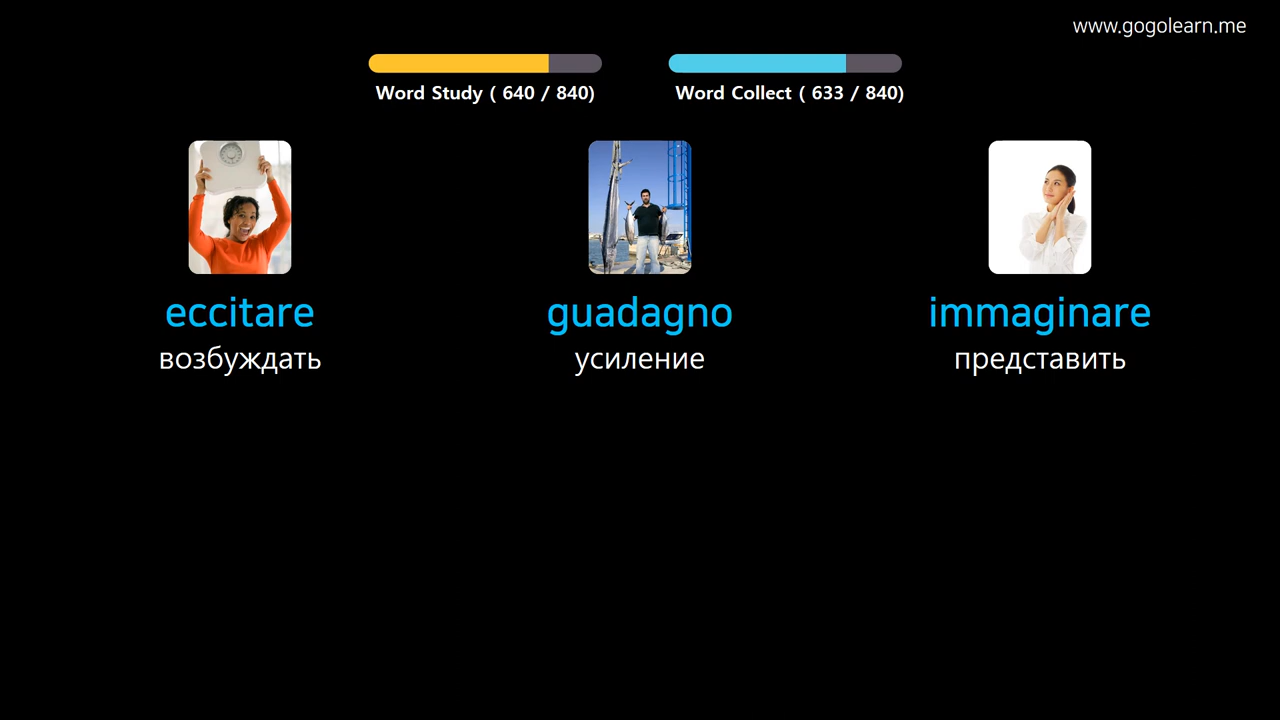 www.gogolearn.me
Word Study ( 640 / 840)
Word Collect ( 633 / 840)
eccitare
возбуждать
guadagno
усиление
immaginare
представить